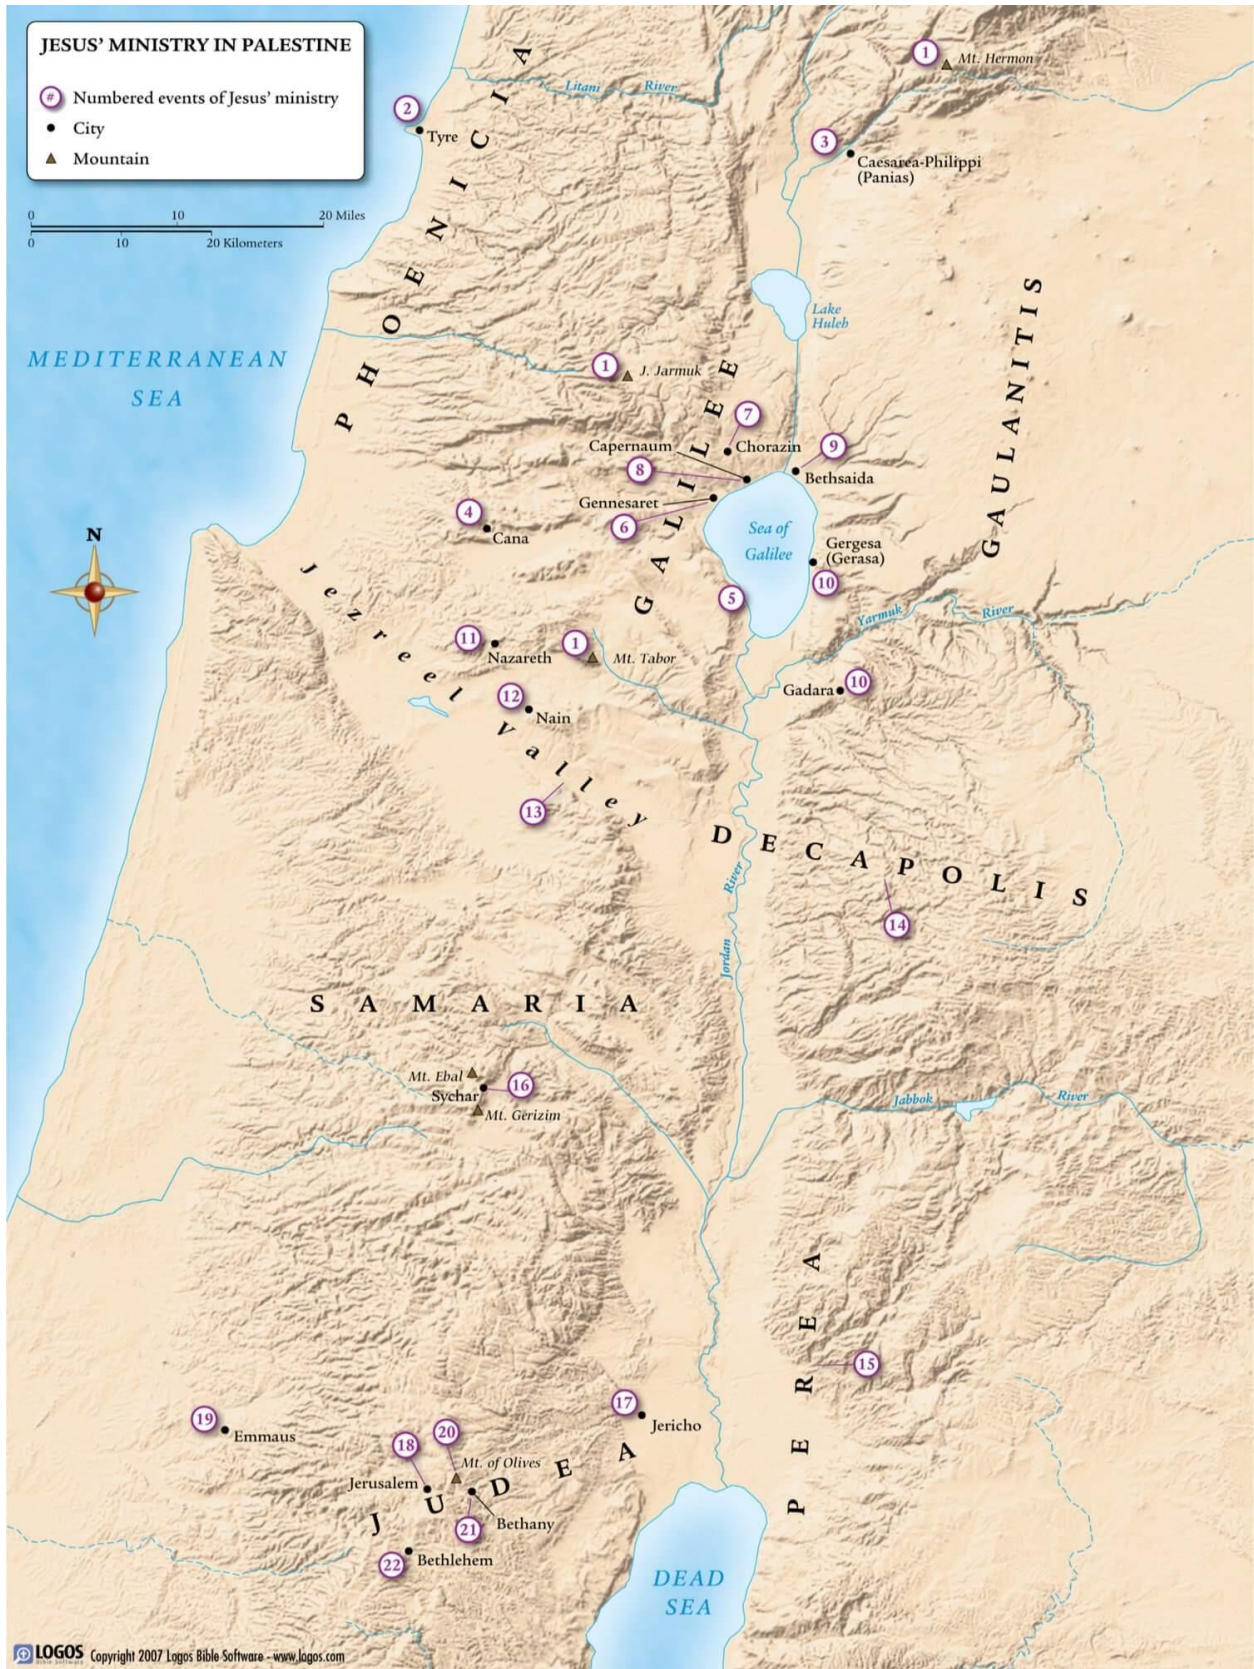 JESUS' MINISTRY IN PALESTINE
# Numbered events of Jesus' ministry
City
Mountain
0 10 20 Miles
0 10 20 Kilometers
PHOENICIA
Litani River
1 Mt. Hermon
2
Tyre
3
Caesarea-Philippi
(Panias)
Lake
Huleh
GAULANITIS
MEDITERRANEAN
SEA
1 J. Jarmuk
GALILEE
7
Capernaum
Chorazin
8
9
Bethsaida
Gennesaret
6
4
Cana
Sea of
Galilee
Gergesa
(Gerasa)
10
5
N
Jezreel Valley
Yarmuk River
11
Nazareth
1
Mt. Tabor
Gadara
10
12
Nain
13
DECAPOLIS
14
Jordan River
SAMARIA
Mt. Ebal
Sychar
16
Mt. Gerizim
Jabbok River
PEREA
15
17
Jericho
19
Emmaus
18
20
Mt. of Olives
Jerusalem
JUDEA
21
Bethany
22
Bethlehem
DEAD
SEA
LOGOS
Bible Software
Copyright 2007 Logos Bible Software - www.logos.com